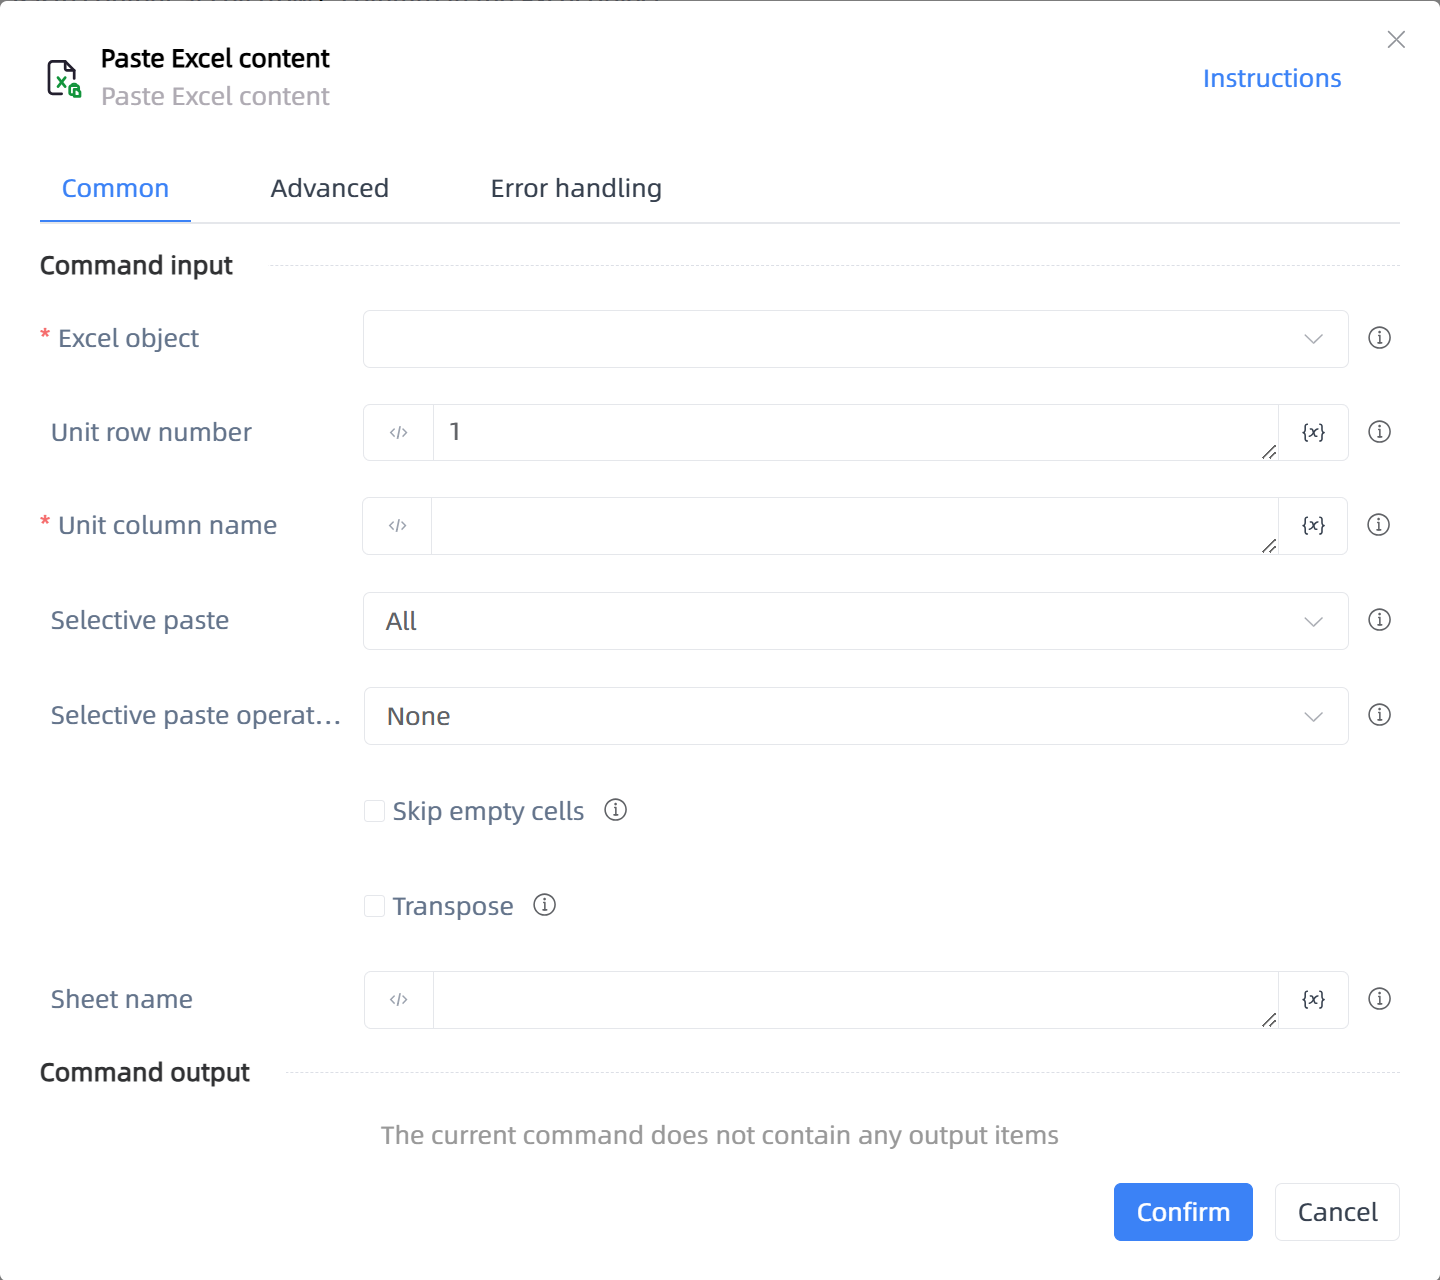 Paste Excel content
Paste Excel content
Instructions
Common
Advanced
Error handling
Command input
* Excel object
Unit row number
</>
1
{x}
* Unit column name
</>
{x}
Selective paste
All
Selective paste operat...
None
Skip empty cells
Transpose
Sheet name
</>
{x}
Command output
The current command does not contain any output items
Confirm
Cancel